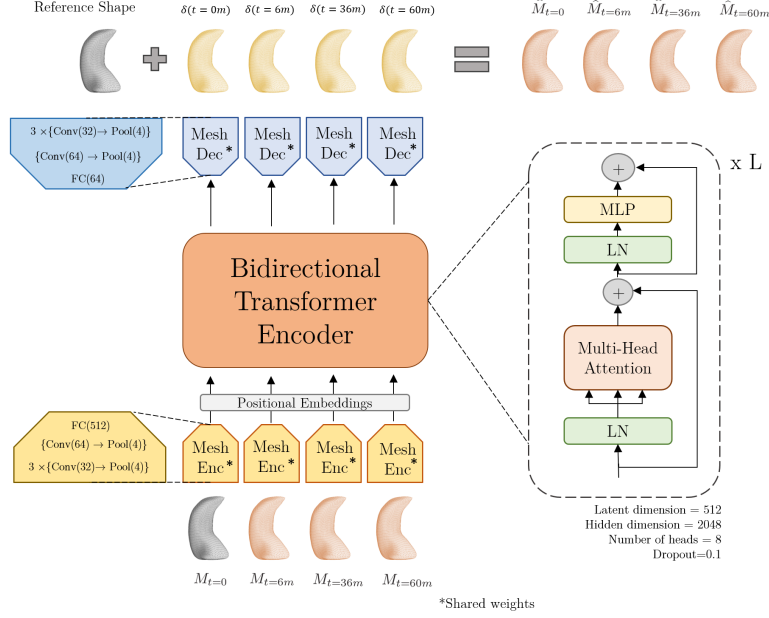 Reference Shape
δ(t = 0m) δ(t = 6m) δ(t = 36m) δ(t = 60m)
M̂t=0 M̂t=6m M̂t=36m M̂t=60m
3 ×{Conv(32)→ Pool(4)}
{Conv(64) → Pool(4)}
FC(64)
Mesh Dec*
Mesh Dec*
Mesh Dec*
Mesh Dec*
Bidirectional
Transformer
Encoder
Positional Embeddings
FC(512)
{Conv(64) → Pool(4)}
3 ×{Conv(32)→ Pool(4)}
Mesh Enc*
Mesh Enc*
Mesh Enc*
Mesh Enc*
Mt=0 Mt=6m Mt=36m Mt=60m
x L
+
MLP
LN
+
Multi-Head
Attention
LN
Latent dimension = 512
Hidden dimension = 2048
Number of heads = 8
Dropout=0.1
*Shared weights